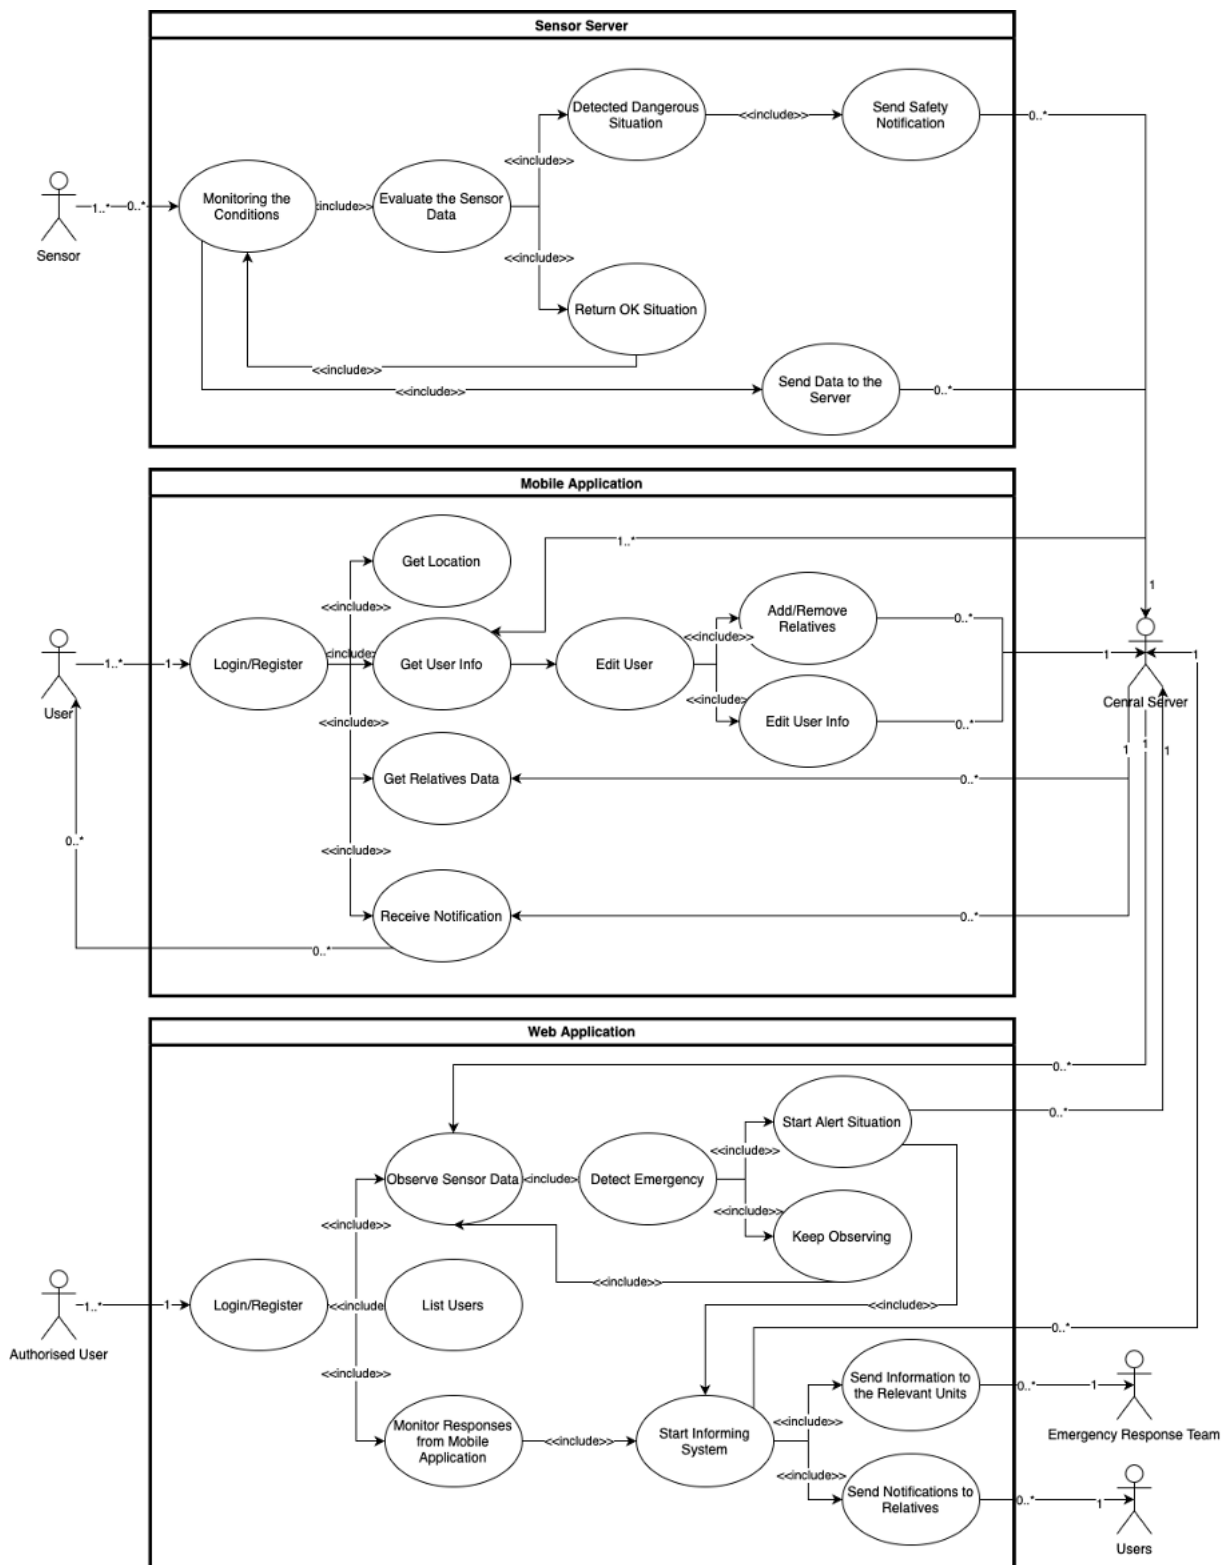 Sensor Server
Detected Dangerous
Situation
<<include>>
Send Safety
Notification
0..*
<<include>>
Monitoring the
Conditions
:include>>
Evaluate the Sensor
Data
1..*
0..*
Sensor
<<include>>
Return OK Situation
<<include>>
<<include>>
Send Data to the
Server
0..*
Mobile Application
1..*
Get Location
1
<<include>>
Add/Remove
Relatives
0..*
<<include>>
Login/Register
<include>
Get User Info
Edit User
1..*
1
1
1
User
Cenral Server
<<include>
Edit User Info
0..*
<<include>>
1
1
1
Get Relatives Data
0..*
0..*
<<include>>
Receive Notification
0..*
0..*
Web Application
0..*
Start Alert Situation
0..*
<<include>>
Observe Sensor Data
<include>>
Detect Emergency
<<include>>
<<include>>
Keep Observing
<<include>>
Login/Register
<<include
List Users
1..*
1
<<include>>
Authorised User
0..*
<<include>>
Send Information to
the Relevant Units
0..*
1
Emergency Response Team
Monitor Responses
from Mobile
Application
<<include>>
Start Informing
System
<<include>>
<<include>>
Send Notifications to
Relatives
0..*
1
Users